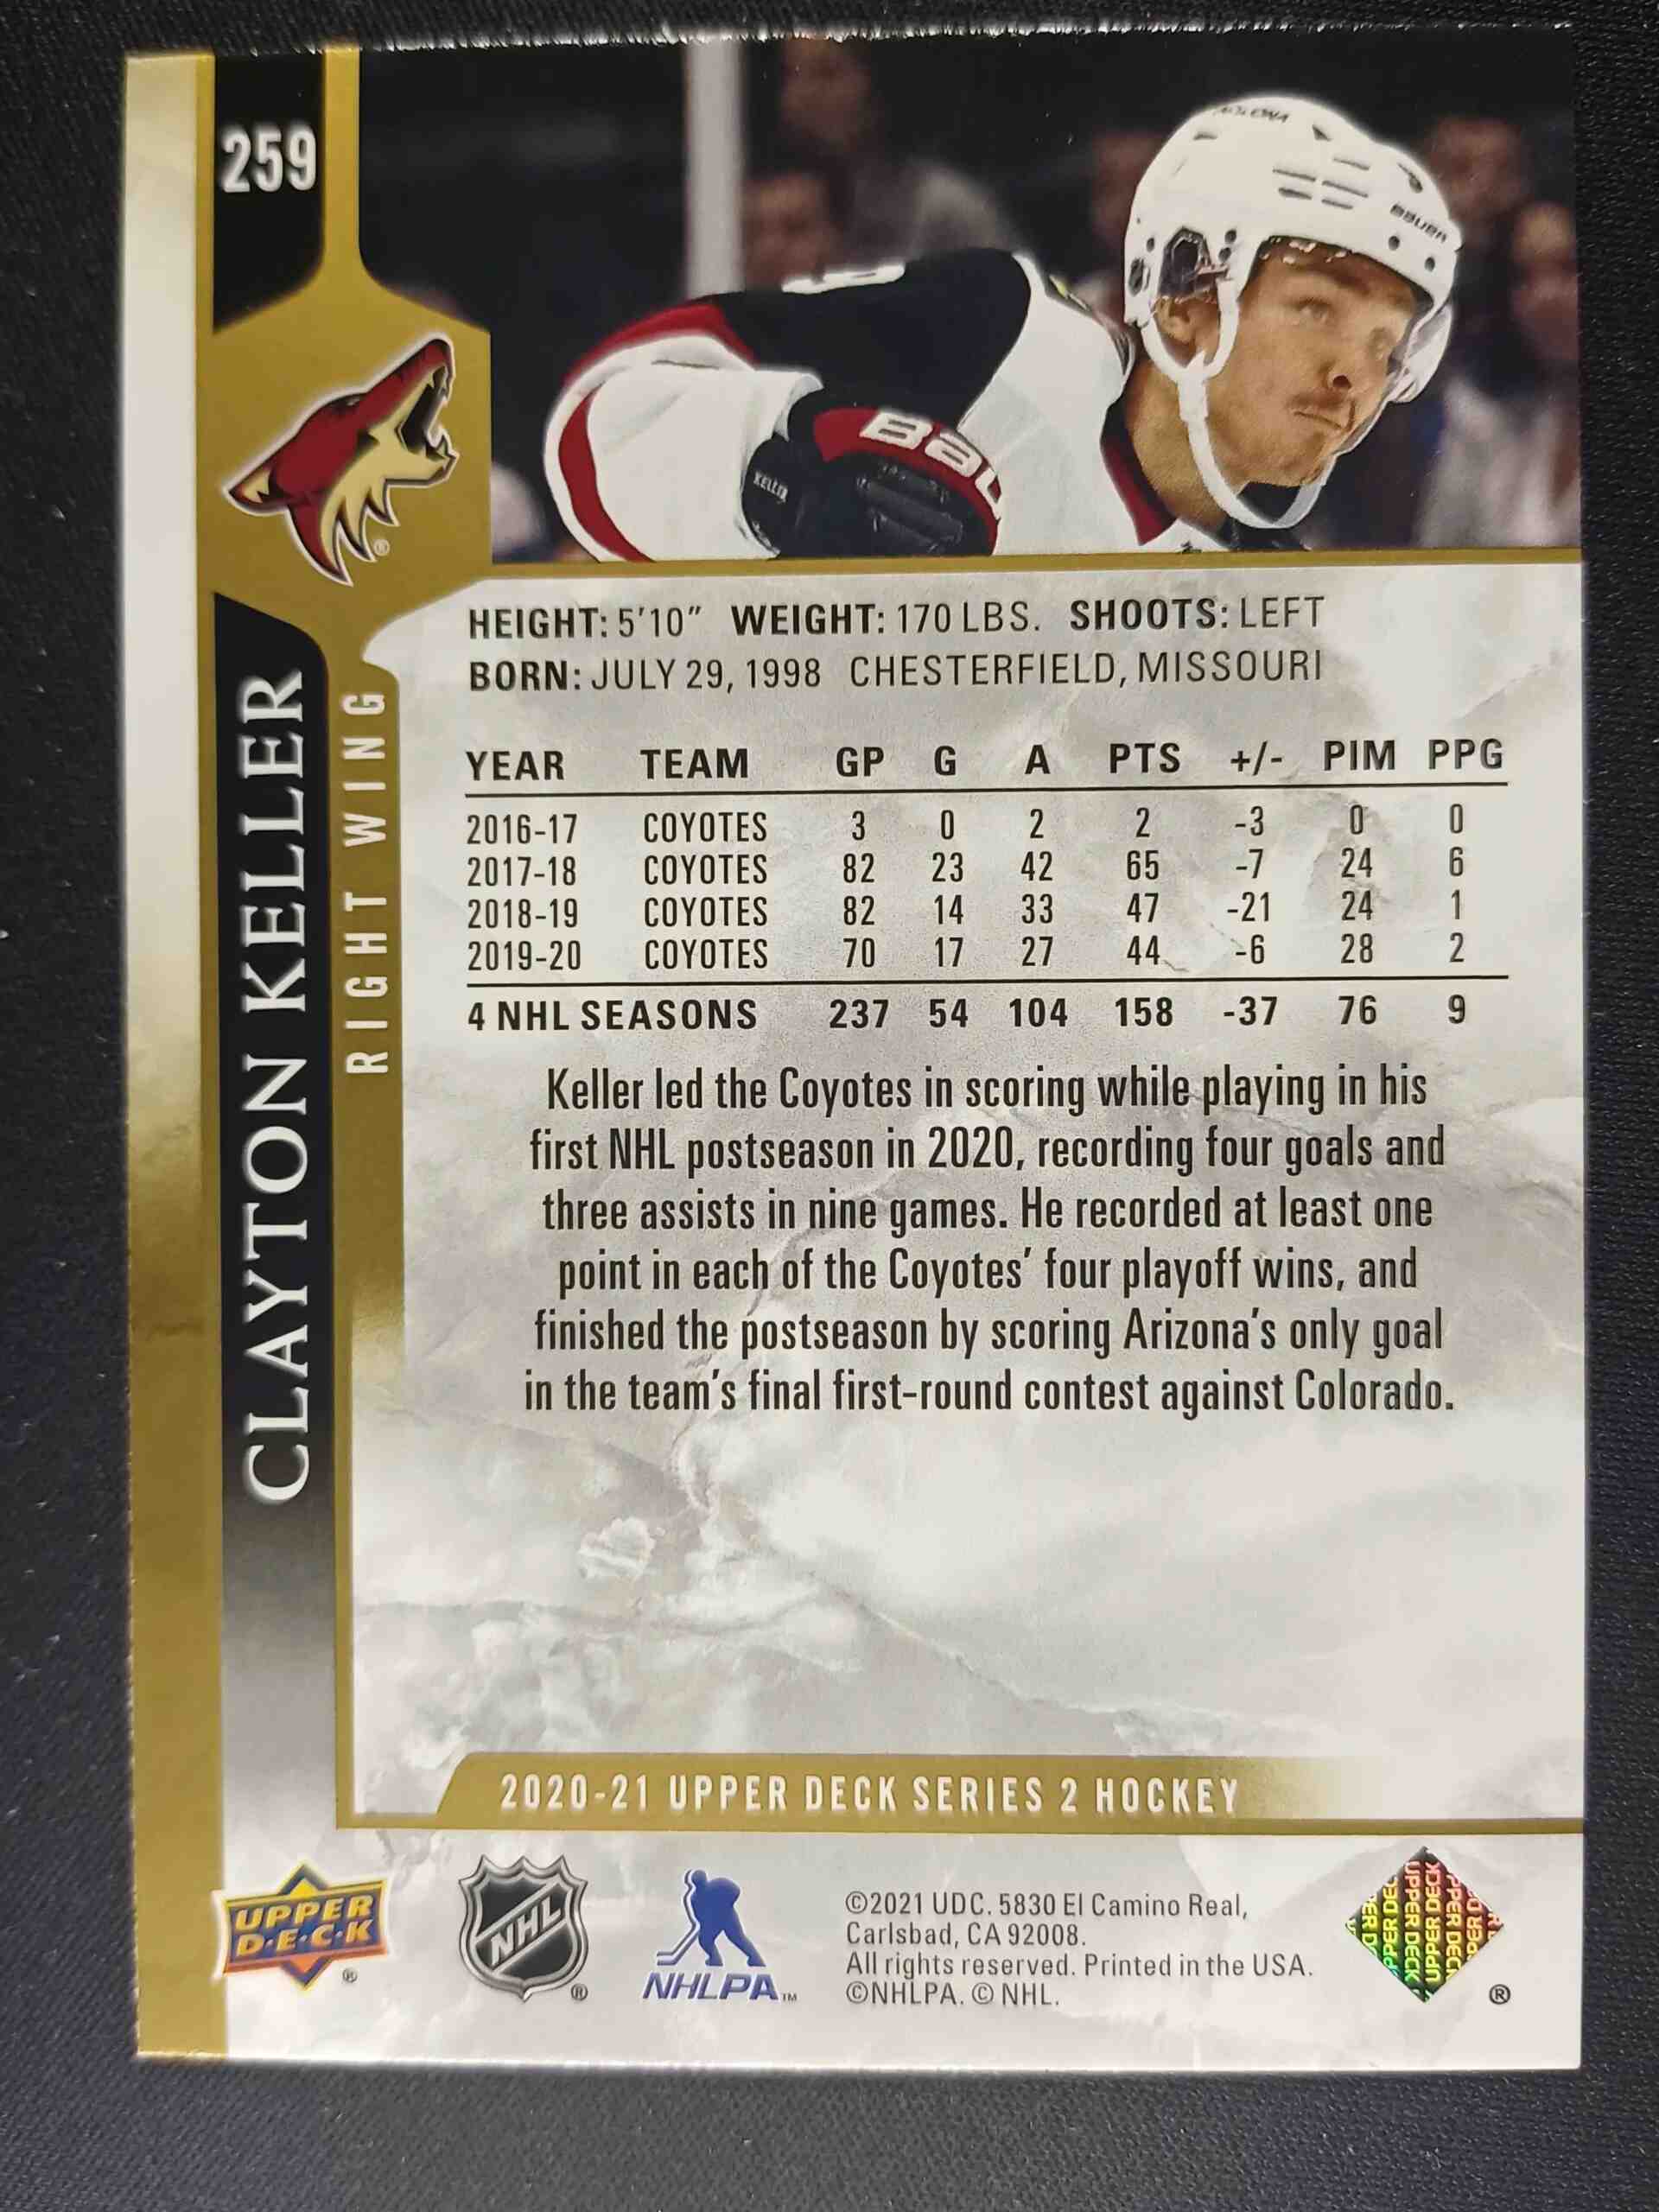 259
BAUER
KELLER
HEIGHT: 5'10" WEIGHT: 170 LBS. SHOOTS: LEFT
BORN: JULY 29, 1998 CHESTERFIELD, MISSOURI
CLAYTON KELLER
RIGHT WING
YEAR TEAM GP G A PTS +/- PIM PPG
2016-17 COYOTES 3 0 2 2 -3 0 0
2017-18 COYOTES 82 23 42 65 -7 24 6
2018-19 COYOTES 82 14 33 47 -21 24 1
2019-20 COYOTES 70 17 27 44 -6 28 2
4 NHL SEASONS 237 54 104 158 -37 76 9
Keller led the Coyotes in scoring while playing in his
first NHL postseason in 2020, recording four goals and
three assists in nine games. He recorded at least one
point in each of the Coyotes' four playoff wins, and
finished the postseason by scoring Arizona's only goal
in the team's final first-round contest against Colorado.
2020-21 UPPER DECK SERIES 2 HOCKEY
UPPER
D·E·C·K
®
NHL
®
NHLPA™
©2021 UDC. 5830 El Camino Real,
Carlsbad, CA 92008.
All rights reserved. Printed in the USA.
©NHLPA. © NHL.
UPPER DECK
®